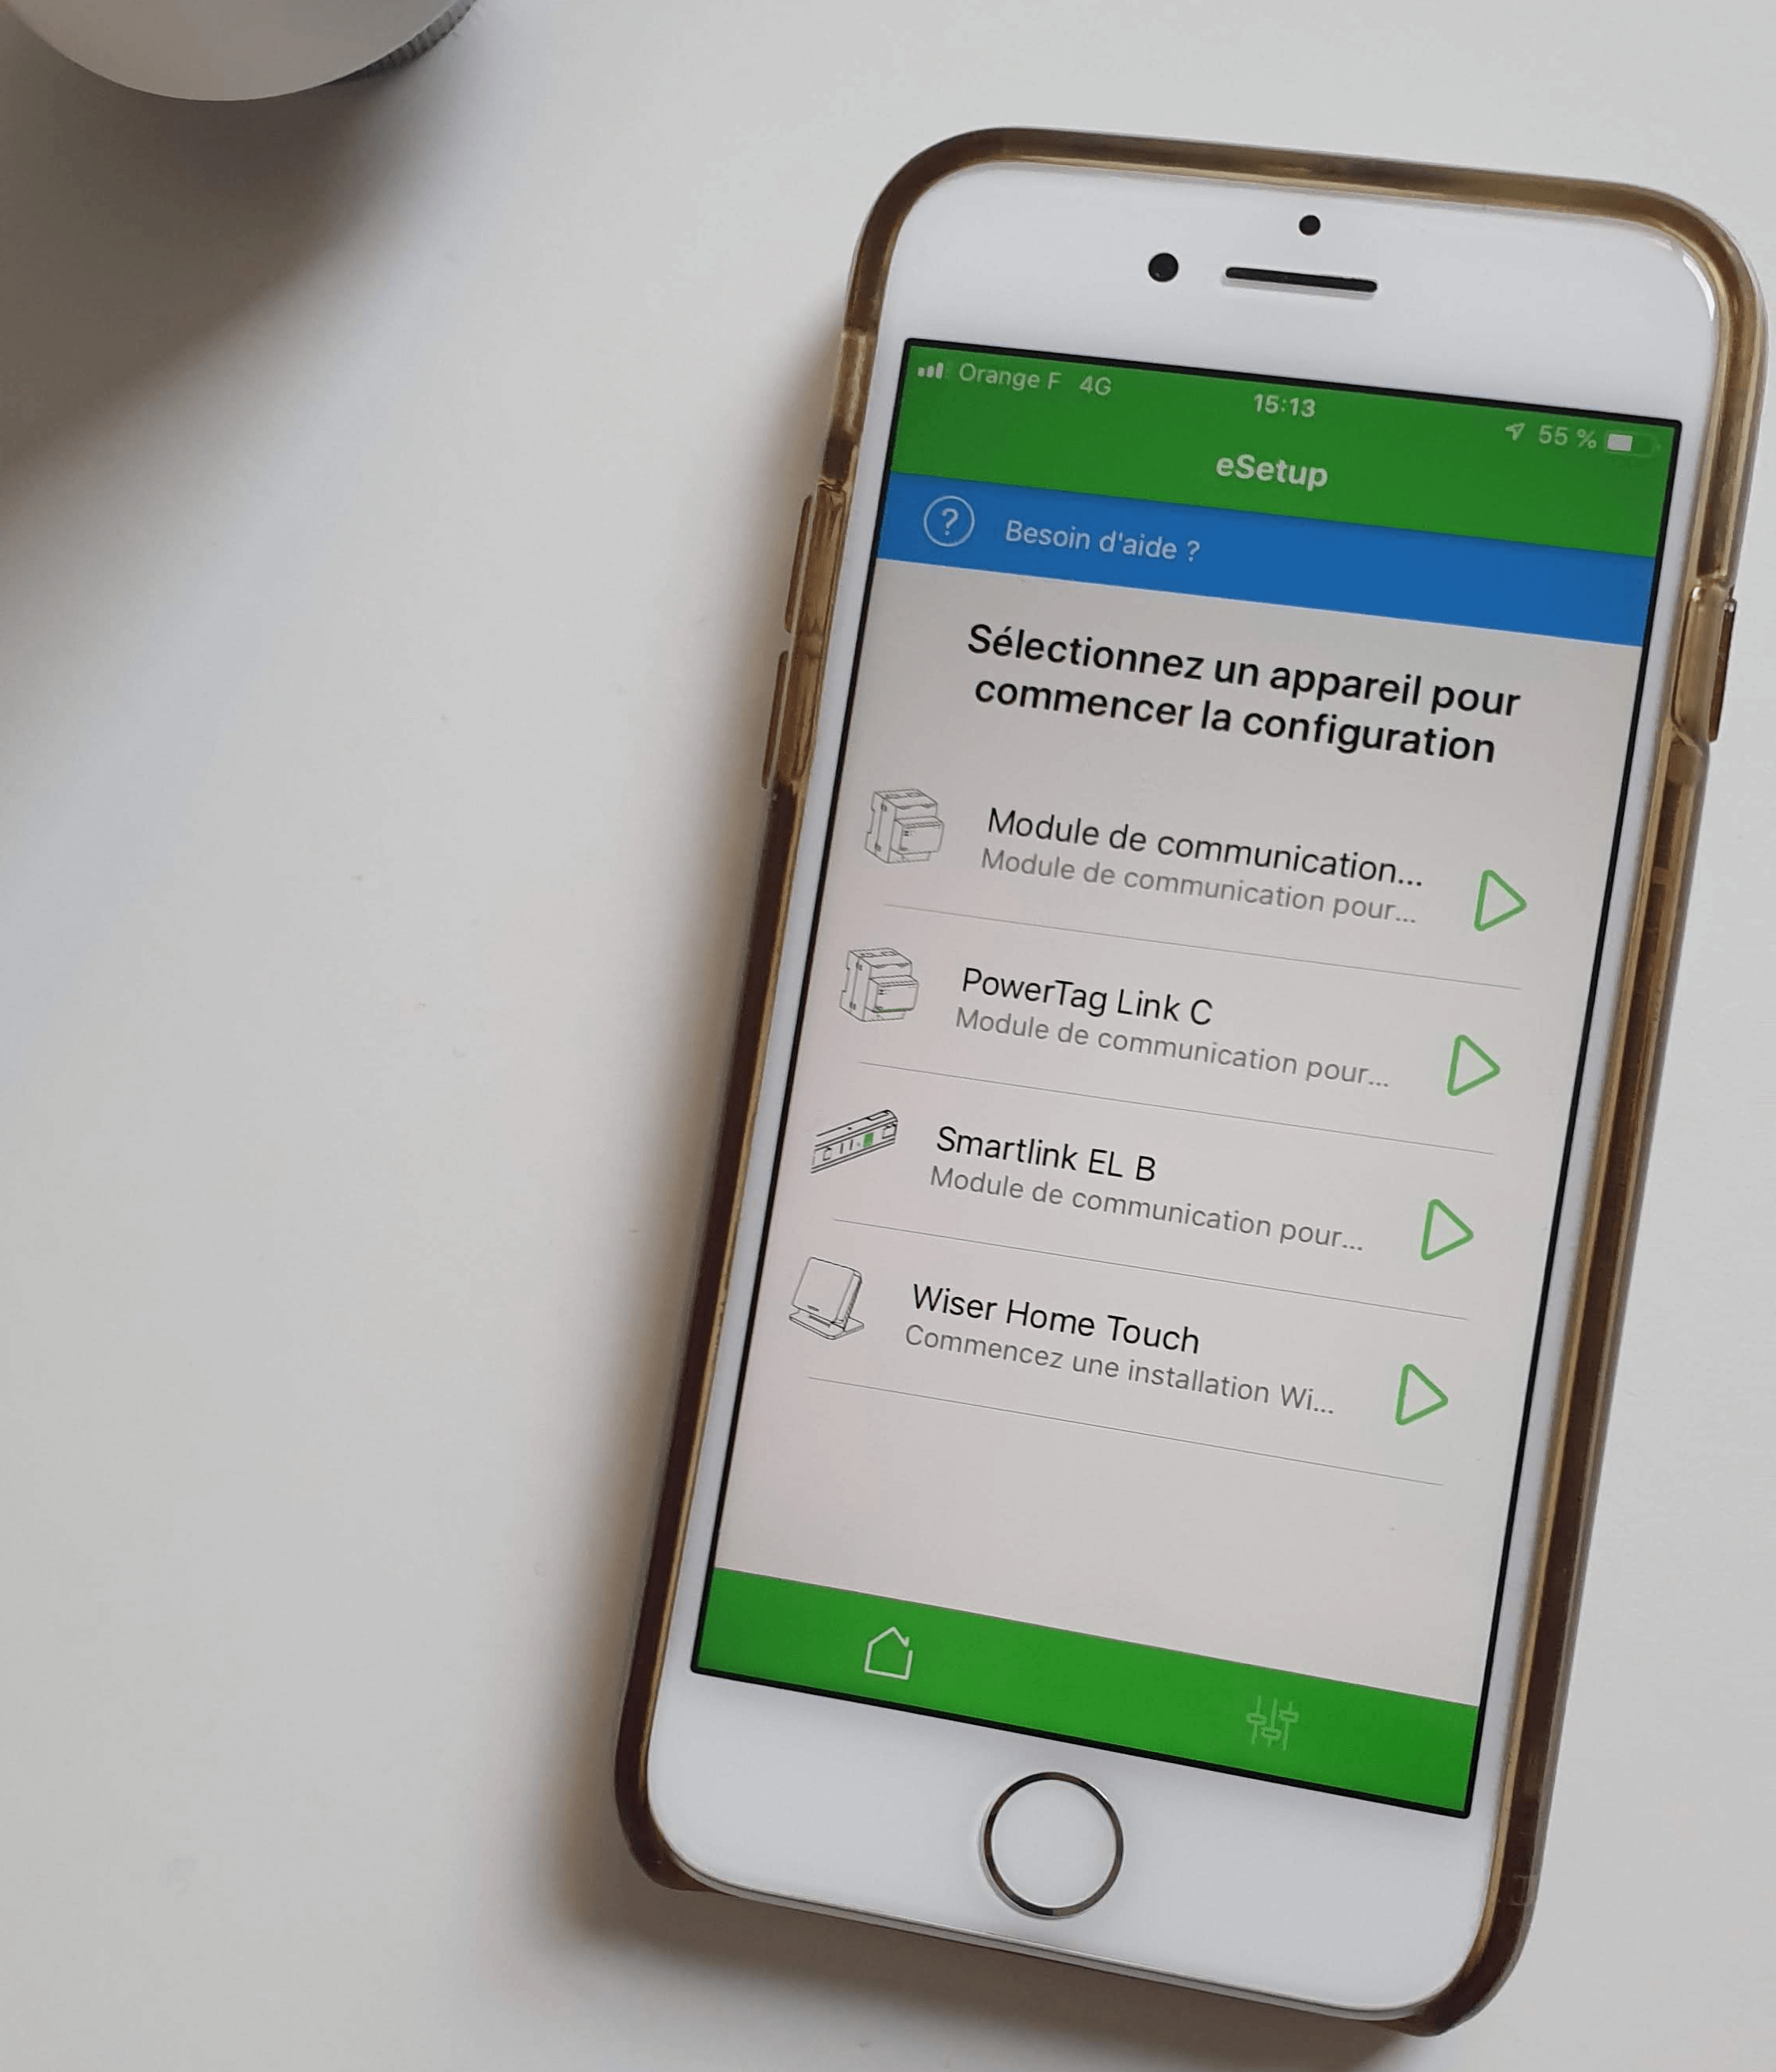 Orange F 4G
15:13
55 %
eSetup
? Besoin d'aide ?
Sélectionnez un appareil pour
commencer la configuration
Module de communication...
Module de communication pour...
PowerTag Link C
Module de communication pour...
Smartlink EL B
Module de communication pour...
Wiser Home Touch
Commencez une installation Wi...